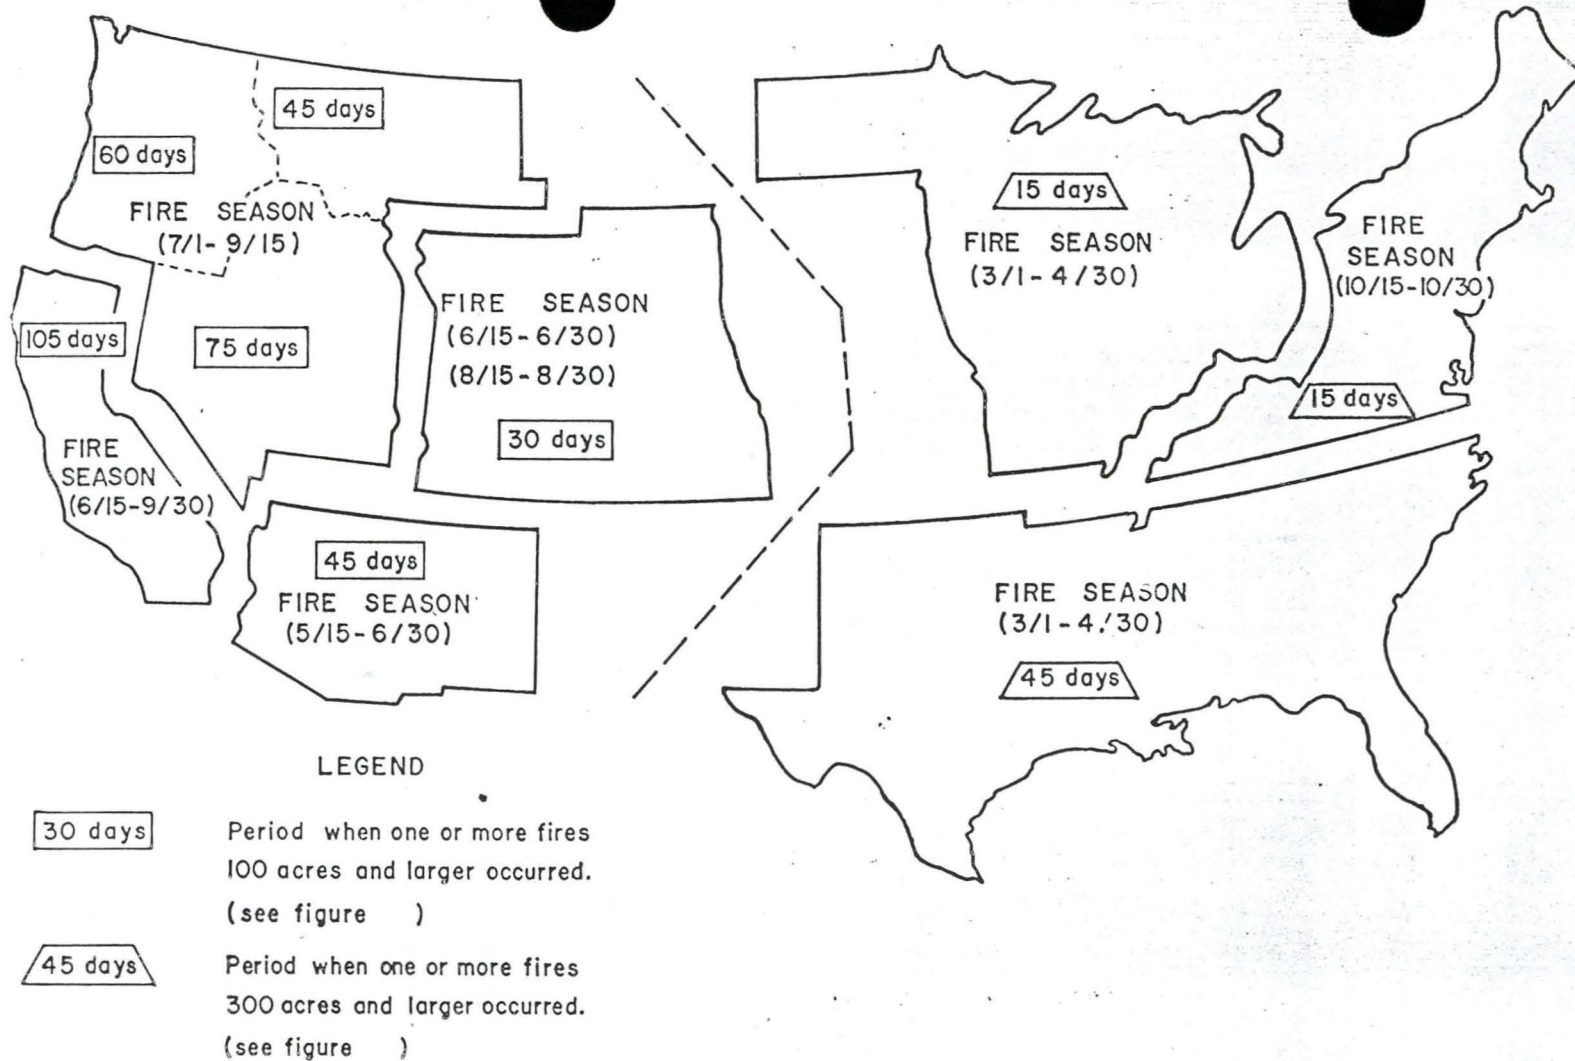 45 days
60 days
FIRE SEASON
(7/1-9/15)
105 days
75 days
FIRE
SEASON
(6/15-9/30)
FIRE SEASON
(6/15-6/30)
(8/15-8/30)
30 days
45 days
FIRE SEASON
(5/15-6/30)
15 days
FIRE SEASON
(3/1-4/30)
FIRE
SEASON
(10/15-10/30)
15 days
FIRE SEASON
(3/1-4/30)
45 days
LEGEND
30 days
Period when one or more fires
100 acres and larger occurred.
(see figure )
45 days
Period when one or more fires
300 acres and larger occurred.
(see figure )